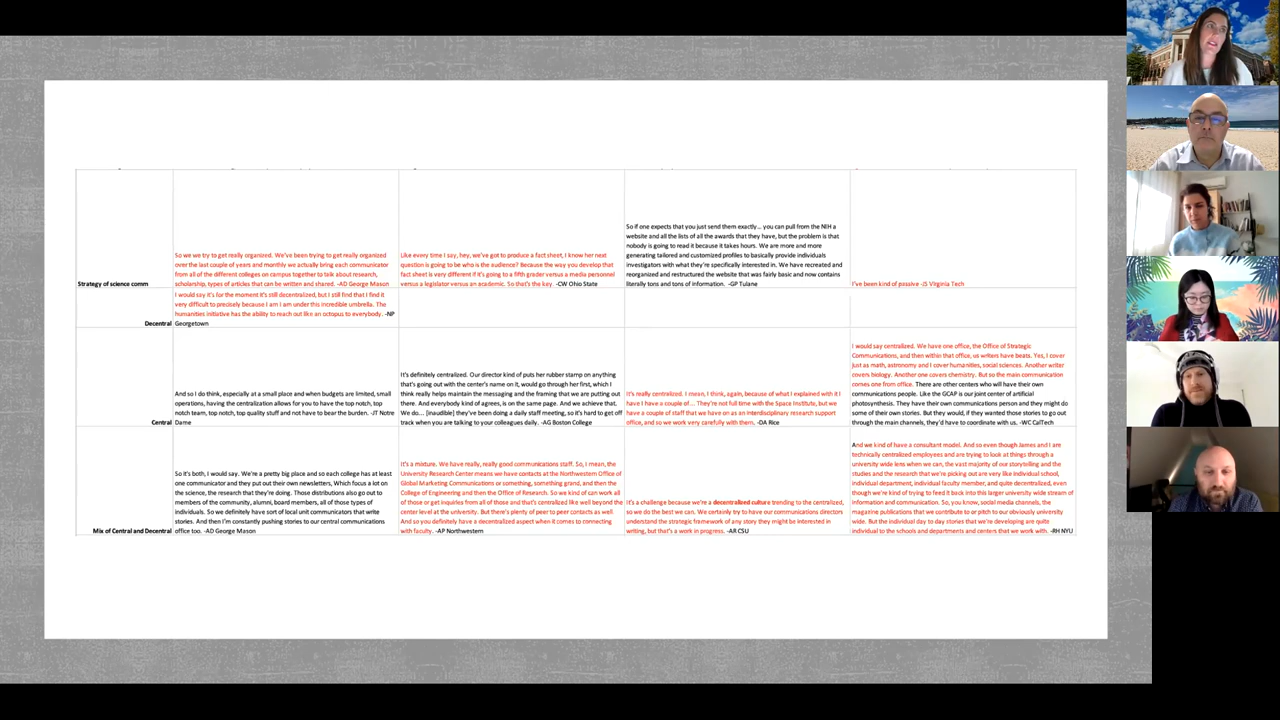 Strategy of science comm
So we we try to get really organized. We've been trying to get really organized
over the last couple of years and monthly we actually bring each communicator
from all of the different colleges on campus together to talk about research,
scholarship, types of articles that can be written and shared. -AD George Mason
Like every time I say, hey, we've got to produce a fact sheet, I know her next
question is going to be who is the audience? Because the way you develop that
fact sheet is very different if it's going to a fifth grader versus a media personnel
versus a legislator versus an academic. So that's the key. -CW Ohio State
So if one expects that you just send them exactly... you can pull from the NIH a
website and all the lists of all the awards that they have, but the problem is that
nobody is going to read it because it takes hours. We are more and more
generating tailored and customized profiles to basically provide individuals
investigators with what they're specifically interested in. We have recreated and
reorganized and restructured the website that was fairly basic and now contains
literally tons and tons of information. -GP Tulane
I've been kind of passive -JS Virginia Tech
Decentral
I would say it's for the moment it's still decentralized, but I still find that I find it
very difficult to precisely because I am I am under this incredible umbrella. The
humanities initiative has the ability to reach out like an octopus to everybody. -NP
Georgetown
Central
And so I do think, especially at a small place and when budgets are limited, small
operations, having the centralization allows for you to have the top notch, top
notch team, top notch, top quality stuff and not have to bear the burden. -JT Notre
Dame
It's definitely centralized. Our director kind of puts her rubber stamp on anything
that's going out with the center's name on it, would go through her first, which I
think really helps maintain the messaging and the framing that we are putting out
there. And everybody kind of agrees, is on the same page. And we achieve that.
We do... [inaudible] they've been doing a daily staff meeting, so it's hard to get off
track when you are talking to your colleagues daily. -AG Boston College
It's really centralized. I mean, I think, again, because of what I explained with it I
have I have a couple of... They're not full time with the Space Institute, but we
have a couple of staff that we have on as an interdisciplinary research support
office, and so we work very carefully with them. -DA Rice
I would say centralized. We have one office, the Office of Strategic
Communications, and then within that office, us writers have beats. Yes, I cover
just as math, astronomy and I cover humanities, social sciences. Another writer
covers biology. Another one covers chemistry. But so the main communication
comes one from office. There are other centers who will have their own
communications people. Like the GCAP is our joint center of artificial
photosynthesis. They have their own communications person and they might do
some of their own stories. But they would, if they wanted those stories to go out
through the main channels, they'd have to coordinate with us. -WC CalTech
Mix of Central and Decentral
So it's both, I would say. We're a pretty big place and so each college has at least
one communicator and they put out their own newsletters, Which focus a lot on
the science, the research that they're doing. Those distributions also go out to
members of the community, alumni, board members, all of those types of
individuals. So we definitely have sort of local unit communicators that write
stories. And then I'm constantly pushing stories to our central communications
office too. -AD George Mason
It's a mixture. We have really, really good communications staff. So, I mean, the
University Research Center means we have contacts at the Northwestern Office of
Global Marketing Communications or something, something grand, and then the
College of Engineering and then the Office of Research. So we kind of can work all
of those or get inquiries from all of those and that's centralized like well beyond the
center level at the university. But there's plenty of peer to peer contacts as well.
And so you definitely have a decentralized aspect when it comes to connecting
with faculty. -AP Northwestern
It's a challenge because we're a decentralized culture trending to the centralized,
so we do the best we can. We certainly try to have our communications directors
understand the strategic framework of any story they might be interested in
writing, but that's a work in progress. -AR CSU
And we kind of have a consultant model. And so even though James and I are
technically centralized employees and are trying to look at things through a
university wide lens when we can, the vast majority of our storytelling and the
studies and the research that we're picking out are very like individual school,
individual department, individual faculty member, and quite decentralized, even
though we're kind of trying to feed it back into this larger university wide stream of
information and communication. So, you know, social media channels, the
magazine publications that we contribute to or pitch to our obviously university
wide. But the individual day to day stories that we're developing are quite
individual to the schools and departments and centers that we work with. -RH NYU